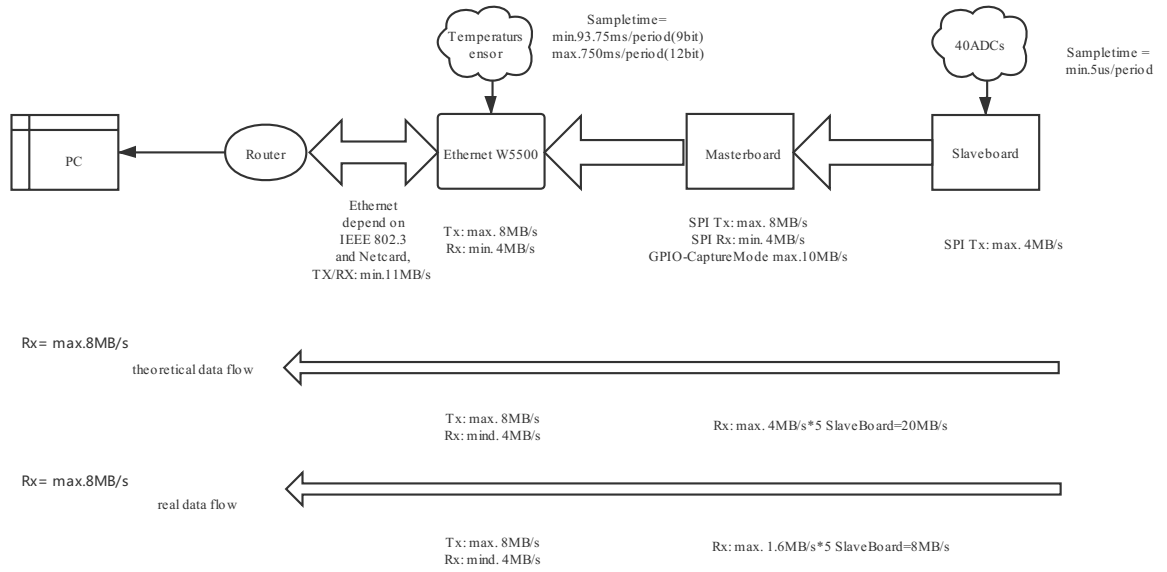 Temperaturs
ensor
Sampletime=
min.93.75ms/period(9bit)
max.750ms/period(12bit)
40ADCs
Sampletime =
min.5us/period
PC
Router
Ethernet W5500
Masterboard
Slaveboard
Ethernet
depend on
IEEE 802.3
and Netcard,
TX/RX: min.11MB/s
Tx: max. 8MB/s
Rx: min. 4MB/s
SPI Tx: max. 8MB/s
SPI Rx: min. 4MB/s
GPIO-CaptureMode max.10MB/s
SPI Tx: max. 4MB/s
Rx= max.8MB/s
theoretical data flow
Tx: max. 8MB/s
Rx: mind. 4MB/s
Rx: max. 4MB/s*5 SlaveBoard=20MB/s
Rx= max.8MB/s
real data flow
Tx: max. 8MB/s
Rx: mind. 4MB/s
Rx: max. 1.6MB/s*5 SlaveBoard=8MB/s